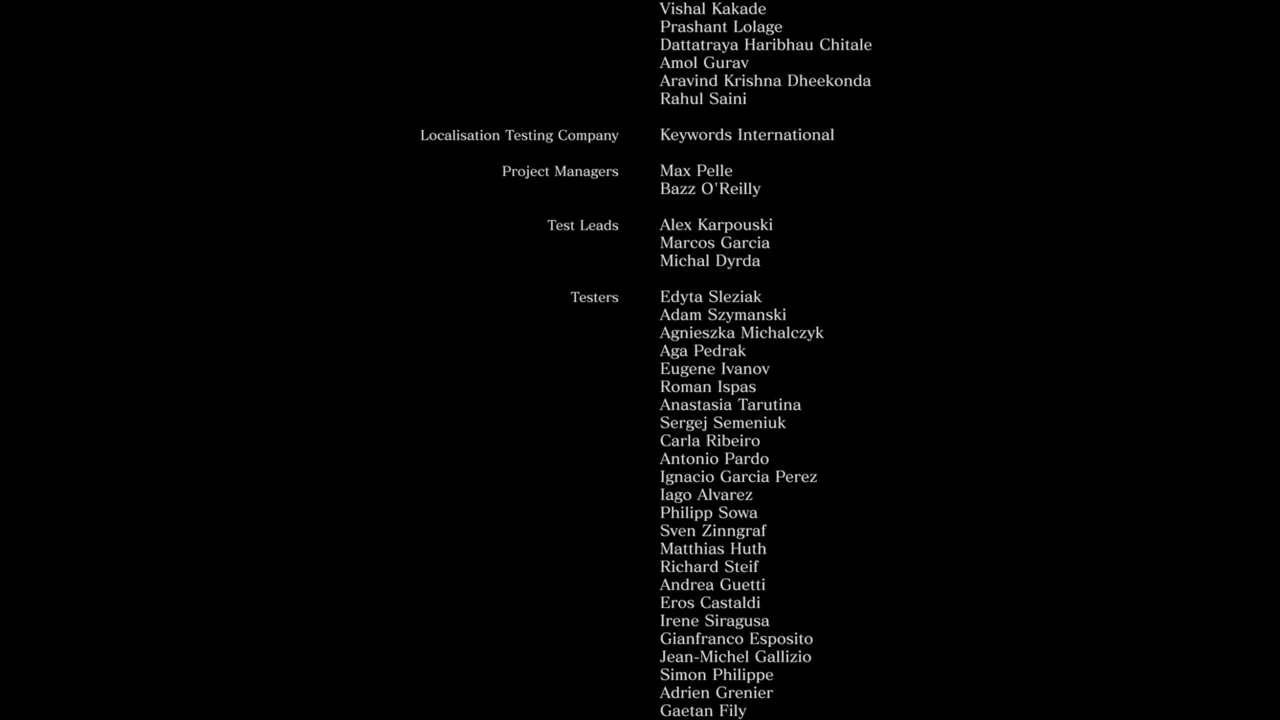 Vishal Kakade
Prashant Lolage
Dattatraya Haribhau Chitale
Amol Gurav
Aravind Krishna Dheekonda
Rahul Saini
Localisation Testing Company Keywords International
Project Managers Max Pelle
Bazz O'Reilly
Test Leads Alex Karpouski
Marcos Garcia
Michal Dyrda
Testers Edyta Sleziak
Adam Szymanski
Agnieszka Michalczyk
Aga Pedrak
Eugene Ivanov
Roman Ispas
Anastasia Tarutina
Sergej Semeniuk
Carla Ribeiro
Antonio Pardo
Ignacio Garcia Perez
Iago Alvarez
Philipp Sowa
Sven Zinngraf
Matthias Huth
Richard Steif
Andrea Guetti
Eros Castaldi
Irene Siragusa
Gianfranco Esposito
Jean-Michel Gallizio
Simon Philippe
Adrien Grenier
Gaetan Fily